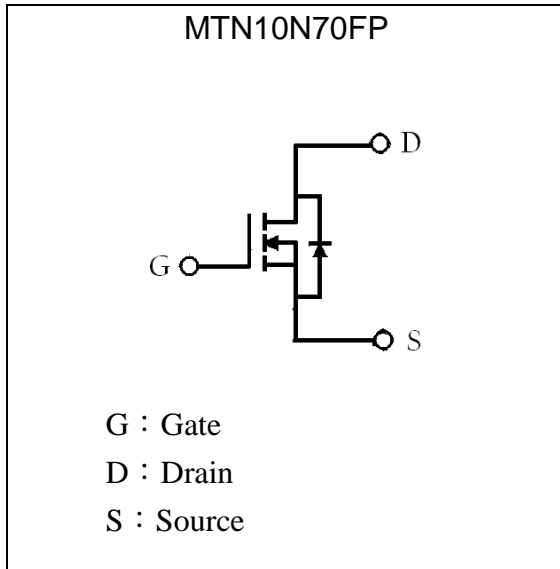 MTN10N70FP
D
G
S
G：Gate
D：Drain
S：Source